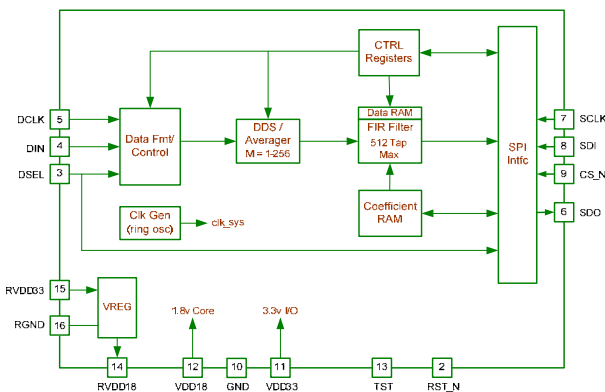 CTRL
Registers
DCLK
5
DIN
4
DSEL
3
Data Fmt/
Control
DDS /
Averager
M = 1-256
Data RAM
FIR Filter
512 Tap
Max
SPI
Intfc
7
SCLK
8
SDI
9
CS_N
6
SDO
Clk Gen
(ring osc)
clk_sys
Coefficient
RAM
RVDD33
15
RGND
16
VREG
1.8v Core
3.3v I/O
14
12
10
11
13
2
RVDD18
VDD18
GND
VDD33
TST
RST_N